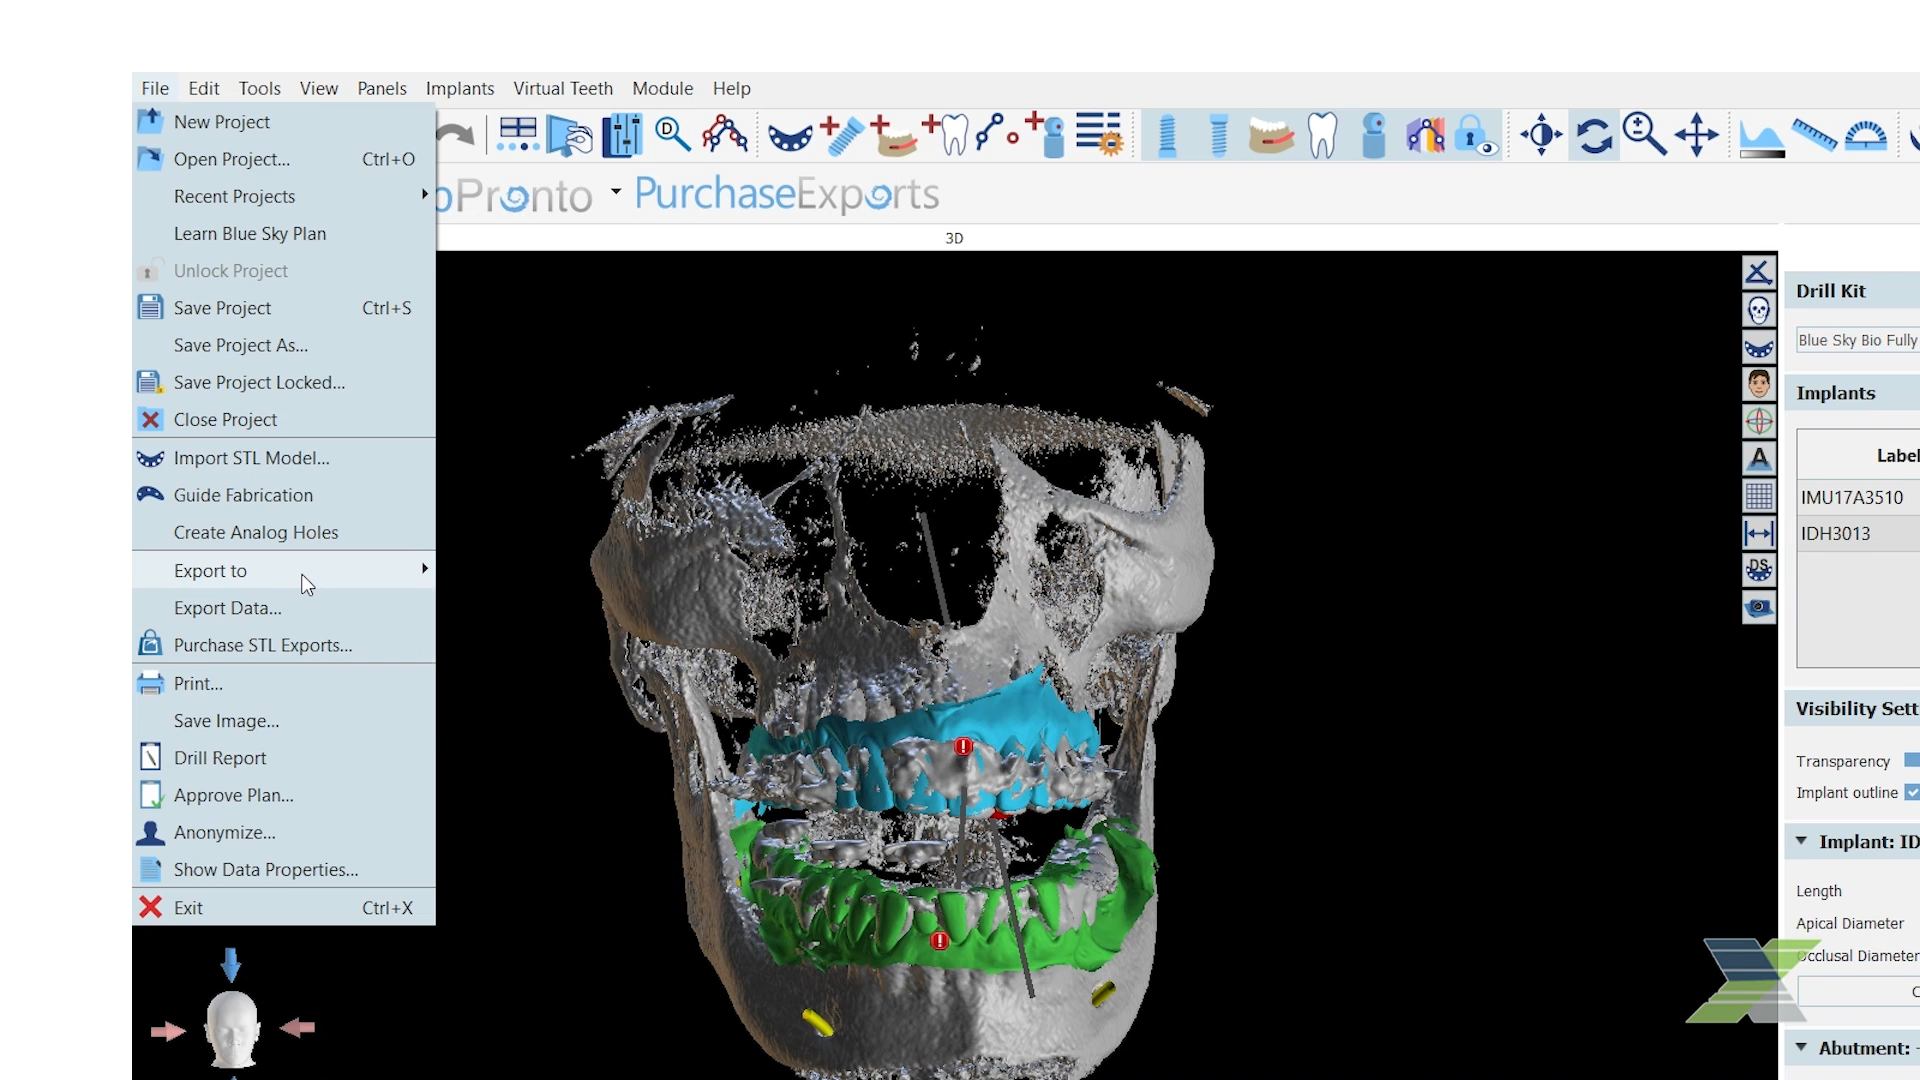 File Edit Tools View Panels Implants Virtual Teeth Module Help
New Project
Open Project... Ctrl+O
Recent Projects
Learn Blue Sky Plan
Unlock Project
Save Project Ctrl+S
Save Project As...
Save Project Locked...
Close Project
Import STL Model...
Guide Fabrication
Create Analog Holes
Export to
Export Data...
Purchase STL Exports...
Print...
Save Image...
Drill Report
Approve Plan...
Anonymize...
Show Data Properties...
Exit Ctrl+X
D
oPronto PurchaseExports
3D
A
DS
Drill Kit
Blue Sky Bio Fully
Implants
Label
IMU17A3510
IDH3013
Visibility Sett
Transparency
Implant outline
Implant: ID
Length
Apical Diameter
Occlusal Diameter
Abutment: -